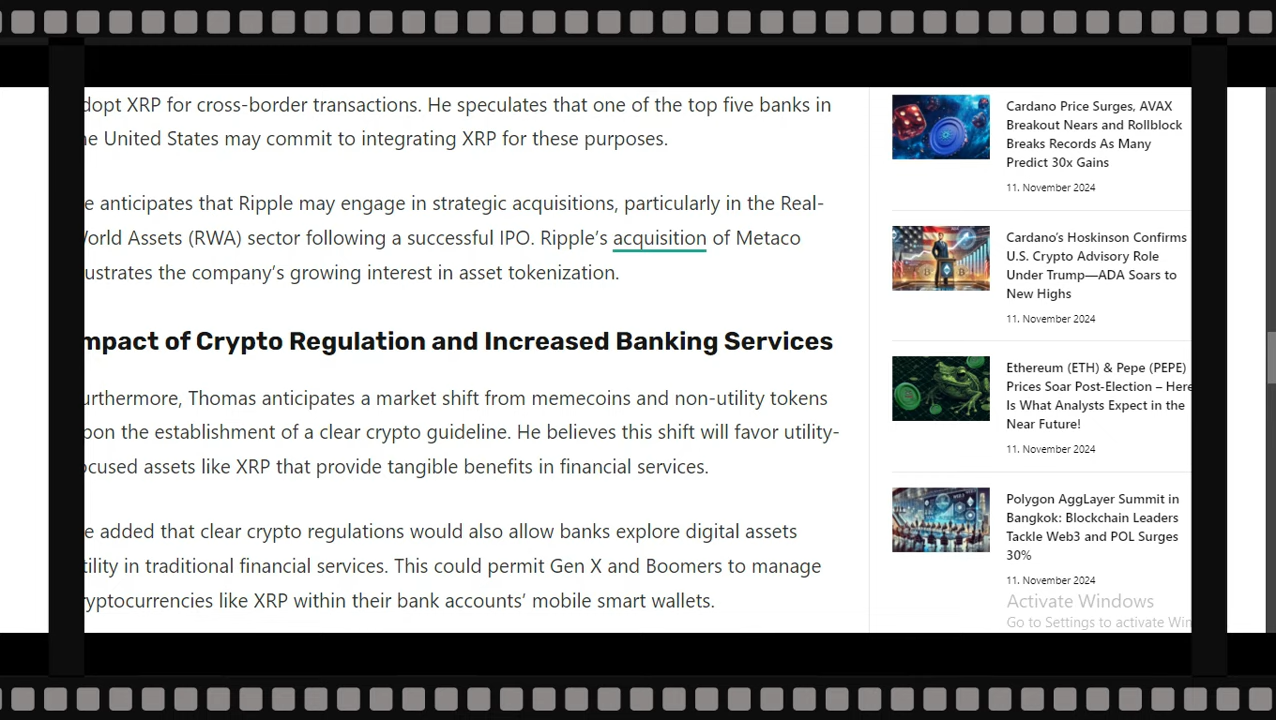 dopt XRP for cross-border transactions. He speculates that one of the top five banks in
he United States may commit to integrating XRP for these purposes.
e anticipates that Ripple may engage in strategic acquisitions, particularly in the Real-
World Assets (RWA) sector following a successful IPO. Ripple's acquisition of Metaco
ustrates the company's growing interest in asset tokenization.
mpact of Crypto Regulation and Increased Banking Services
urthermore, Thomas anticipates a market shift from memecoins and non-utility tokens
pon the establishment of a clear crypto guideline. He believes this shift will favor utility-
ocused assets like XRP that provide tangible benefits in financial services.
e added that clear crypto regulations would also allow banks explore digital assets
tility in traditional financial services. This could permit Gen X and Boomers to manage
ryptocurrencies like XRP within their bank accounts' mobile smart wallets.
Cardano Price Surges, AVAX
Breakout Nears and Rollblock
Breaks Records As Many
Predict 30x Gains
11. November 2024
Cardano's Hoskinson Confirms
U.S. Crypto Advisory Role
Under Trump—ADA Soars to
New Highs
11. November 2024
Ethereum (ETH) & Pepe (PEPE)
Prices Soar Post-Election – Here
Is What Analysts Expect in the
Near Future!
11. November 2024
Polygon AggLayer Summit in
Bangkok: Blockchain Leaders
Tackle Web3 and POL Surges
30%
11. November 2024
Activate Windows
Go to Settings to activate Win